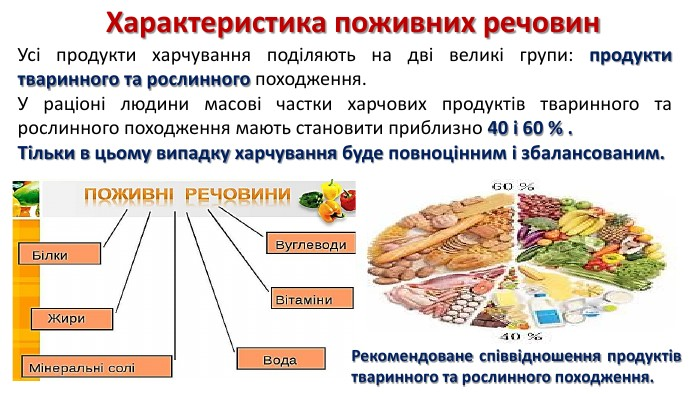 Характеристика поживних речовин
Усі продукти харчування поділяють на дві великі групи: продукти
тваринного та рослинного походження.
У раціоні людини масові частки харчових продуктів тваринного та
рослинного походження мають становити приблизно 40 і 60 % .
Тільки в цьому випадку харчування буде повноцінним і збалансованим.
ПОЖИВНІ РЕЧОВИНИ
Білки
Жири
Мінеральні солі
Вода
Вітаміни
Вуглеводи
60 %
40 %
Рекомендоване співвідношення продуктів
тваринного та рослинного походження.